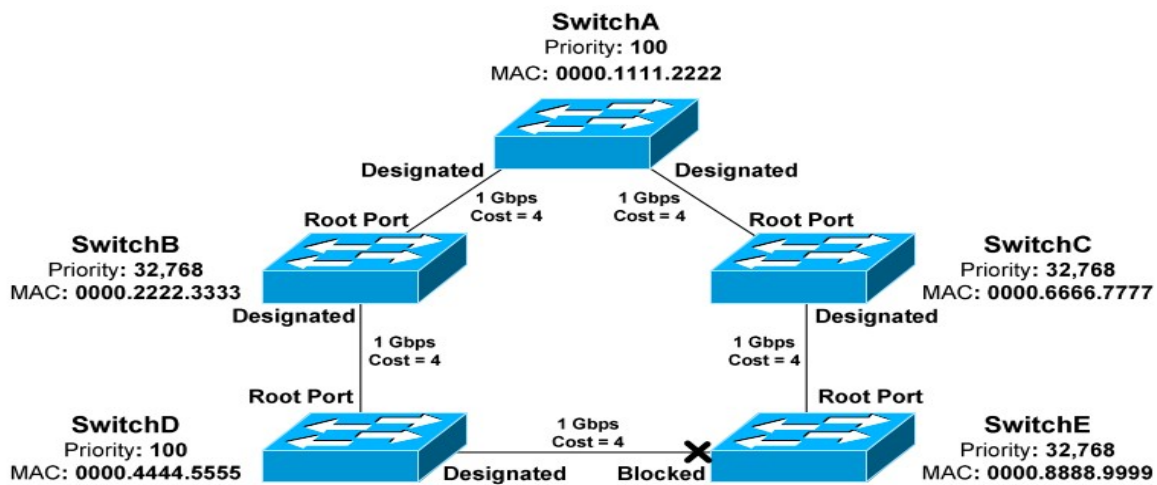 SwitchA
Priority: 100
MAC: 0000.1111.2222
Designated
Designated
1 Gbps
Cost = 4
1 Gbps
Cost = 4
Root Port
Root Port
SwitchB
Priority: 32,768
MAC: 0000.2222.3333
SwitchC
Priority: 32,768
MAC: 0000.6666.7777
Designated
Designated
1 Gbps
Cost = 4
1 Gbps
Cost = 4
Root Port
Root Port
SwitchD
Priority: 100
MAC: 0000.4444.5555
1 Gbps
Cost = 4
SwitchE
Priority: 32,768
MAC: 0000.8888.9999
Designated
Blocked